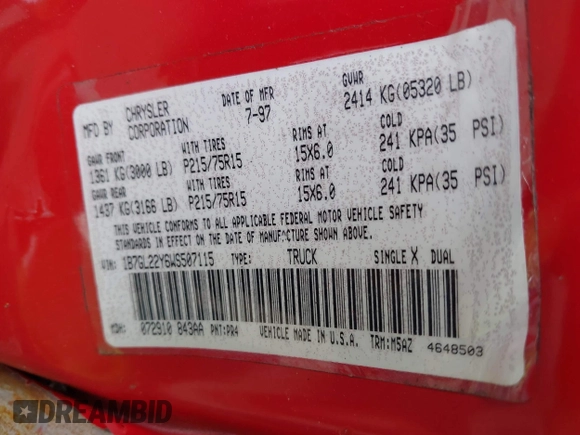 MFD BY CHRYSLER CORPORATION DATE OF MFR 7-97 GVWR 2414 KG(05320 LB)
GAWR FRONT WITH TIRES RIMS AT COLD
1361 KG(3000 LB) P215/75R15 15X6.0 241 KPA(35 PSI)
GAWR REAR WITH TIRES RIMS AT COLD
1437 KG(3166 LB) P215/75R15 15X6.0 241 KPA(35 PSI)
THIS VEHICLE CONFORMS TO ALL APPLICABLE FEDERAL MOTOR VEHICLE SAFETY
STANDARDS IN EFFECT ON THE DATE OF MANUF^CTURE SHOWN ABOVE.
VIN: 1B7GL22Y6WS507115 TYPE: TRUCK SINGLE X DUAL
MDH: 072910 843AA PNT:PR4 VEHICLE MADE IN U.S.A. TRM:M5AZ 4648503
DREAMBID